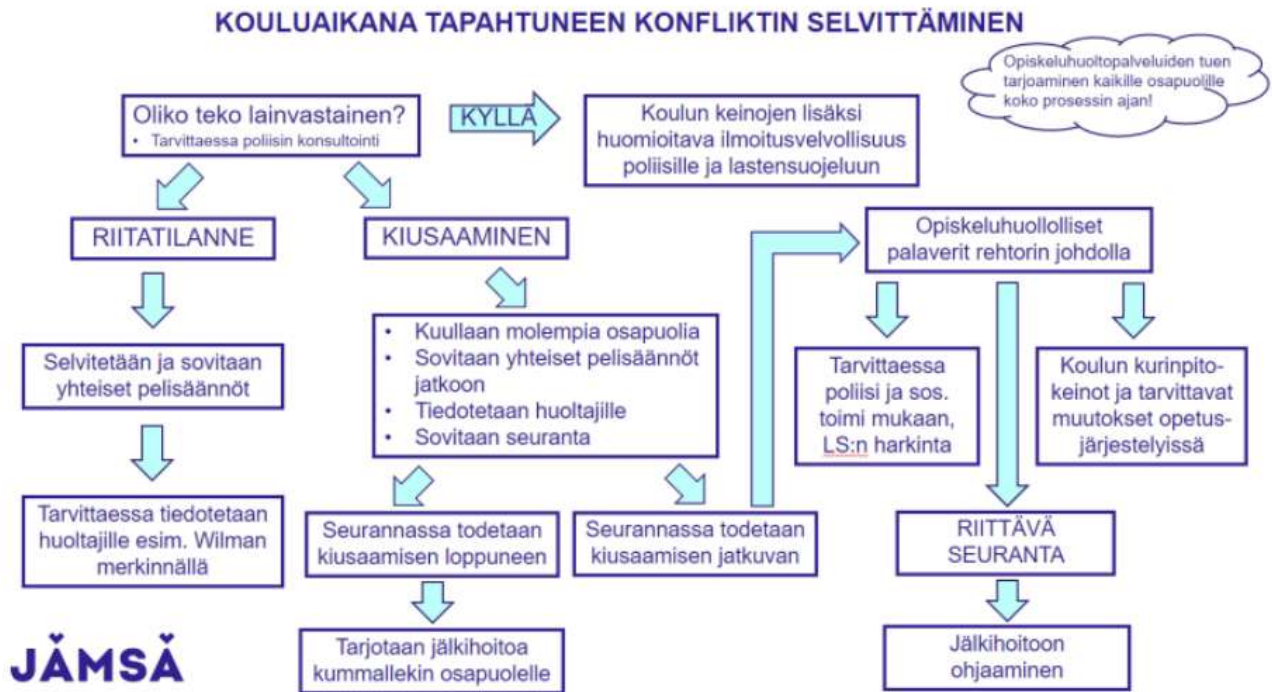 KOULUAIKANA TAPAHTUNEEN KONFLIKTIN SELVITTÄMINEN
Opiskeluhuoltopalveluiden tuen
tarjoaminen kaikille osapuolille
koko prosessin ajan!
Oliko teko lainvastainen?
• Tarvittaessa poliisin konsultointi
KYLLÄ
Koulun keinojen lisäksi
huomioitava ilmoitusvelvollisuus
poliisille ja lastensuojeluun
RIITATILANNE
KIUSAAMINEN
Opiskeluhuollolliset
palaverit rehtorin johdolla
Selvitetään ja sovitaan
yhteiset pelisäännöt
• Kuullaan molempia osapuolia
• Sovitaan yhteiset pelisäännöt
jatkoon
• Tiedotetaan huoltajille
• Sovitaan seuranta
Tarvittaessa
poliisi ja sos.
toimi mukaan,
LS:n harkinta
Koulun kurinpito-
keinot ja tarvittavat
muutokset opetus-
järjestelyissä
Tarvittaessa tiedotetaan
huoltajille esim. Wilman
merkinnällä
Seurannassa todetaan
kiusaamisen loppuneen
Seurannassa todetaan
kiusaamisen jatkuvan
RIITTÄVÄ
SEURANTA
Tarjotaan jälkihoitoa
kummallekin osapuolelle
Jälkihoitoon
ohjaaminen
JÄMSÄ